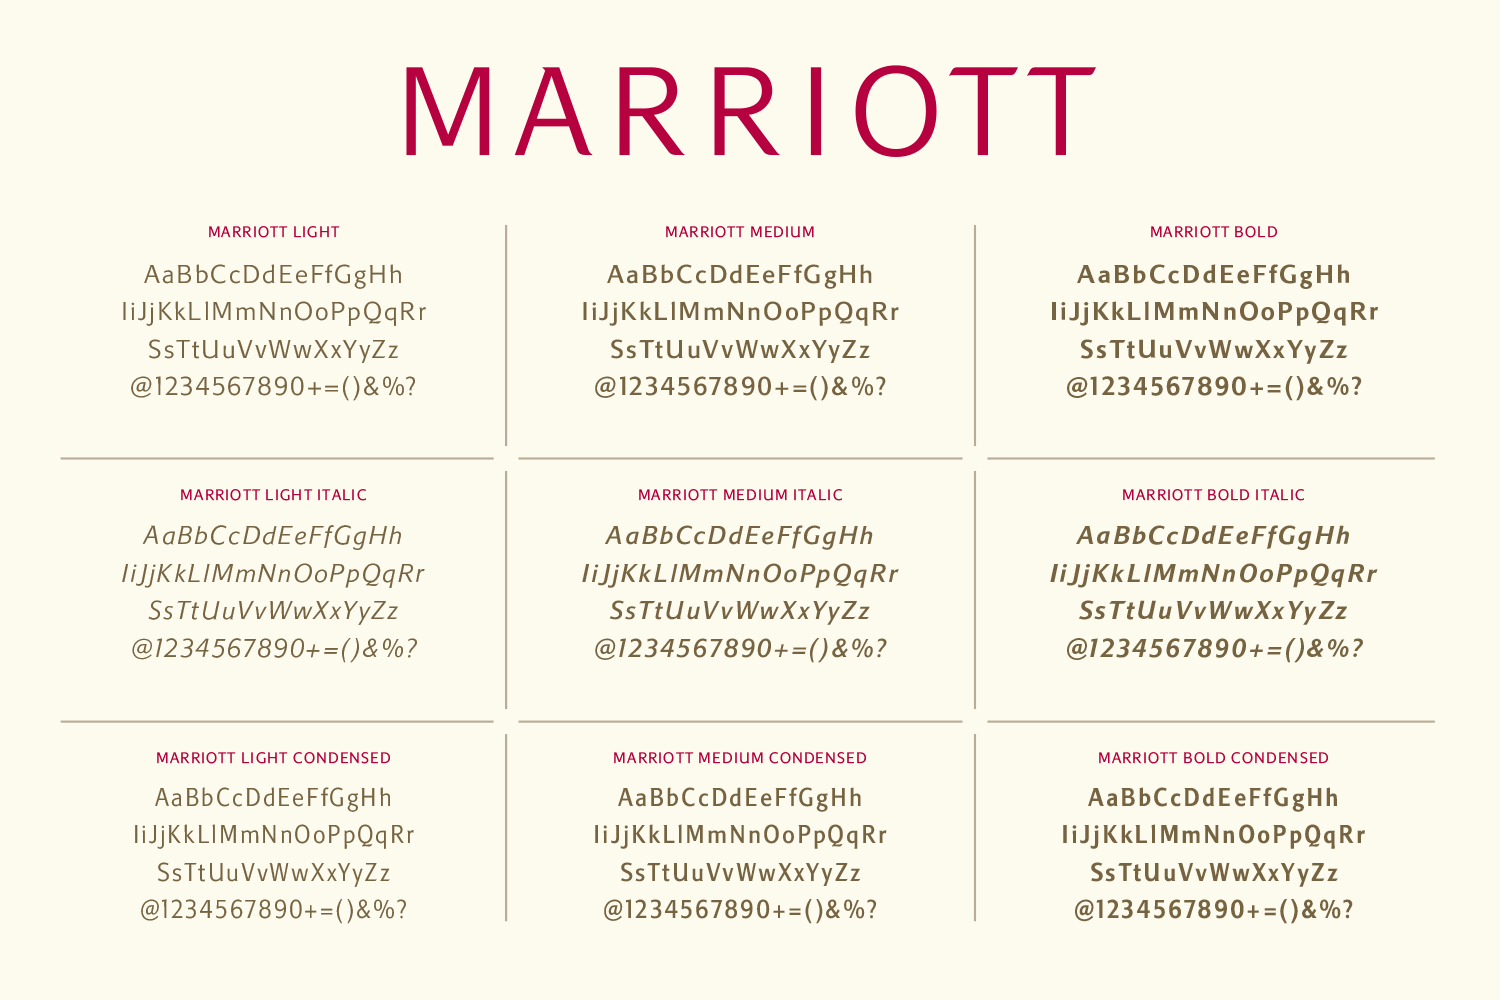 MARRIOTT
MARRIOTT LIGHT
AaBbCcDdEeFfGgHh
IiJjKkLlMmNnOoPpQqRr
SsTtUuVvWwXxYyZz
@1234567890+=()&%?
MARRIOTT MEDIUM
AaBbCcDdEeFfGgHh
IiJjKkLlMmNnOoPpQqRr
SsTtUuVvWwXxYyZz
@1234567890+=()&%?
MARRIOTT BOLD
AaBbCcDdEeFfGgHh
IiJjKkLlMmNnOoPpQqRr
SsTtUuVvWwXxYyZz
@1234567890+=()&%?
MARRIOTT LIGHT ITALIC
AaBbCcDdEeFfGgHh
IiJjKkLlMmNnOoPpQqRr
SsTtUuVvWwXxYyZz
@1234567890+=()&%?
MARRIOTT MEDIUM ITALIC
AaBbCcDdEeFfGgHh
IiJjKkLlMmNnOoPpQqRr
SsTtUuVvWwXxYyZz
@1234567890+=()&%?
MARRIOTT BOLD ITALIC
AaBbCcDdEeFfGgHh
IiJjKkLlMmNnOoPpQqRr
SsTtUuVvWwXxYyZz
@1234567890+=()&%?
MARRIOTT LIGHT CONDENSED
AaBbCcDdEeFfGgHh
IiJjKkLlMmNnOoPpQqRr
SsTtUuVvWwXxYyZz
@1234567890+=()&%?
MARRIOTT MEDIUM CONDENSED
AaBbCcDdEeFfGgHh
IiJjKkLlMmNnOoPpQqRr
SsTtUuVvWwXxYyZz
@1234567890+=()&%?
MARRIOTT BOLD CONDENSED
AaBbCcDdEeFfGgHh
IiJjKkLlMmNnOoPpQqRr
SsTtUuVvWwXxYyZz
@1234567890+=()&%?